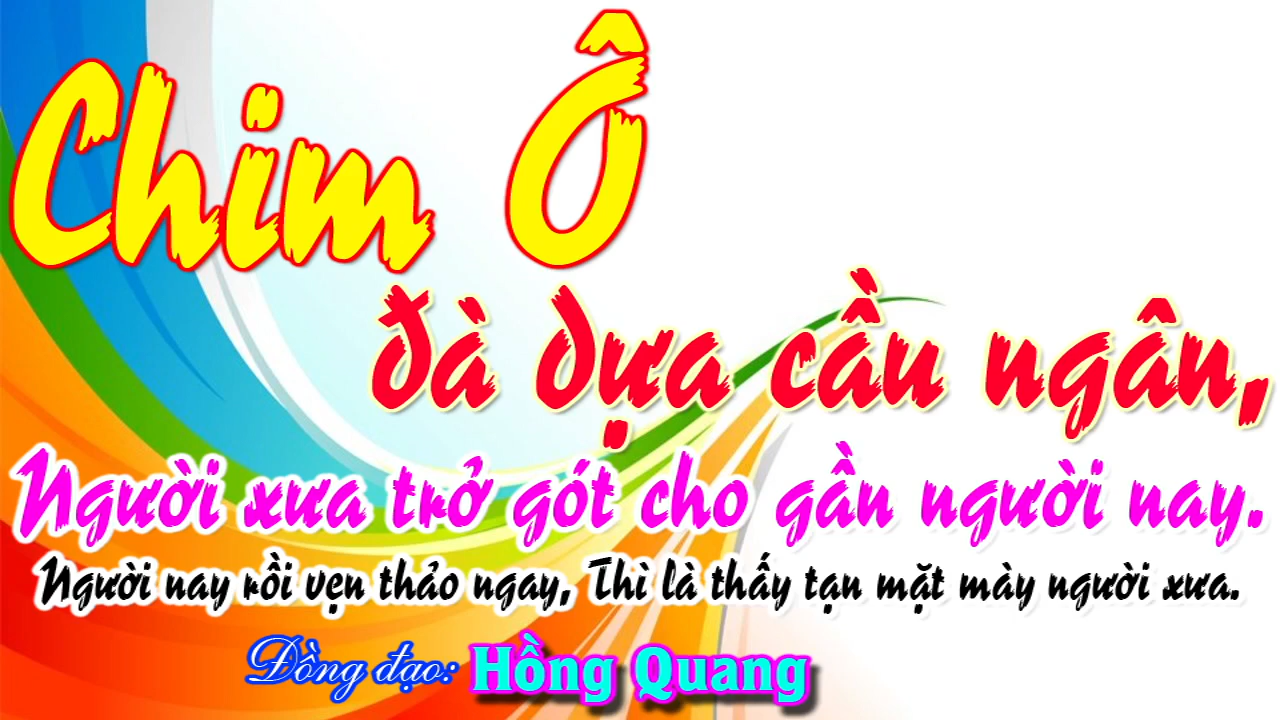 Chim Ô
đà dựa cầu ngân,
Người xưa trở gót cho gần người nay.
Người nay rồi vẹn thảo ngay, Thì là thấy tạn mặt mày người xưa.
Đồng đạo: Hồng Quang